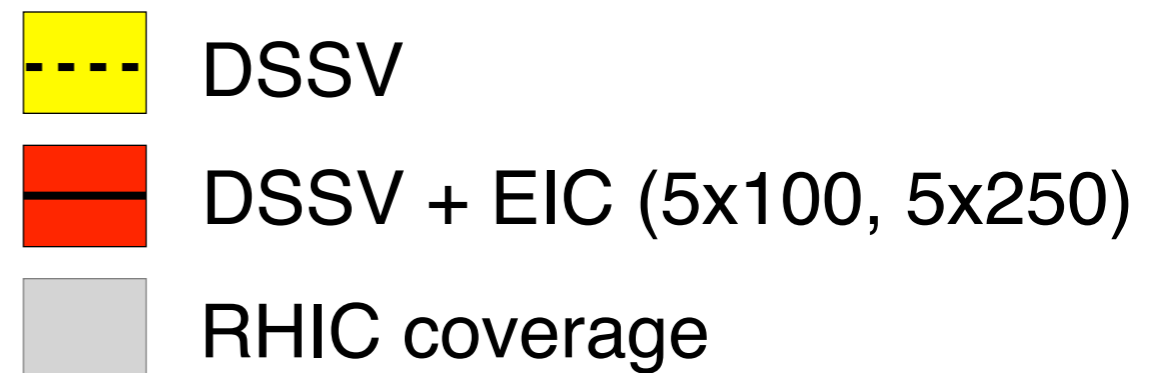 DSSV
DSSV + EIC (5x100, 5x250)
RHIC coverage